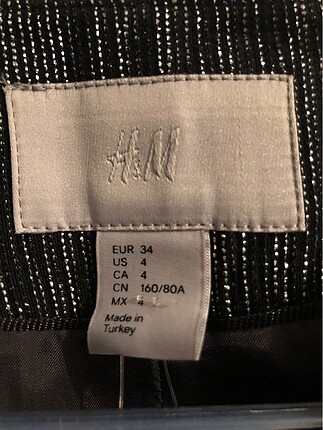 H&M
EUR 34
US 4
CA 4
CN 160/80A
MX
Made in
Turkey